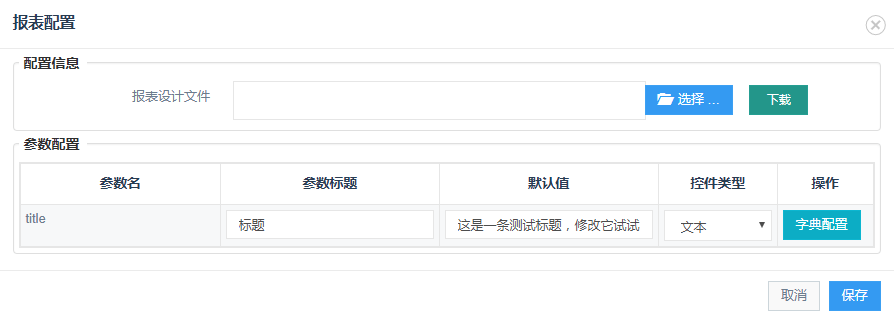 报表配置
配置信息
报表设计文件 选择 ... 下载
参数配置
参数名 参数标题 默认值 控件类型 操作
title 标题 这是一条测试标题，修改它试试 文本 字典配置
取消 保存